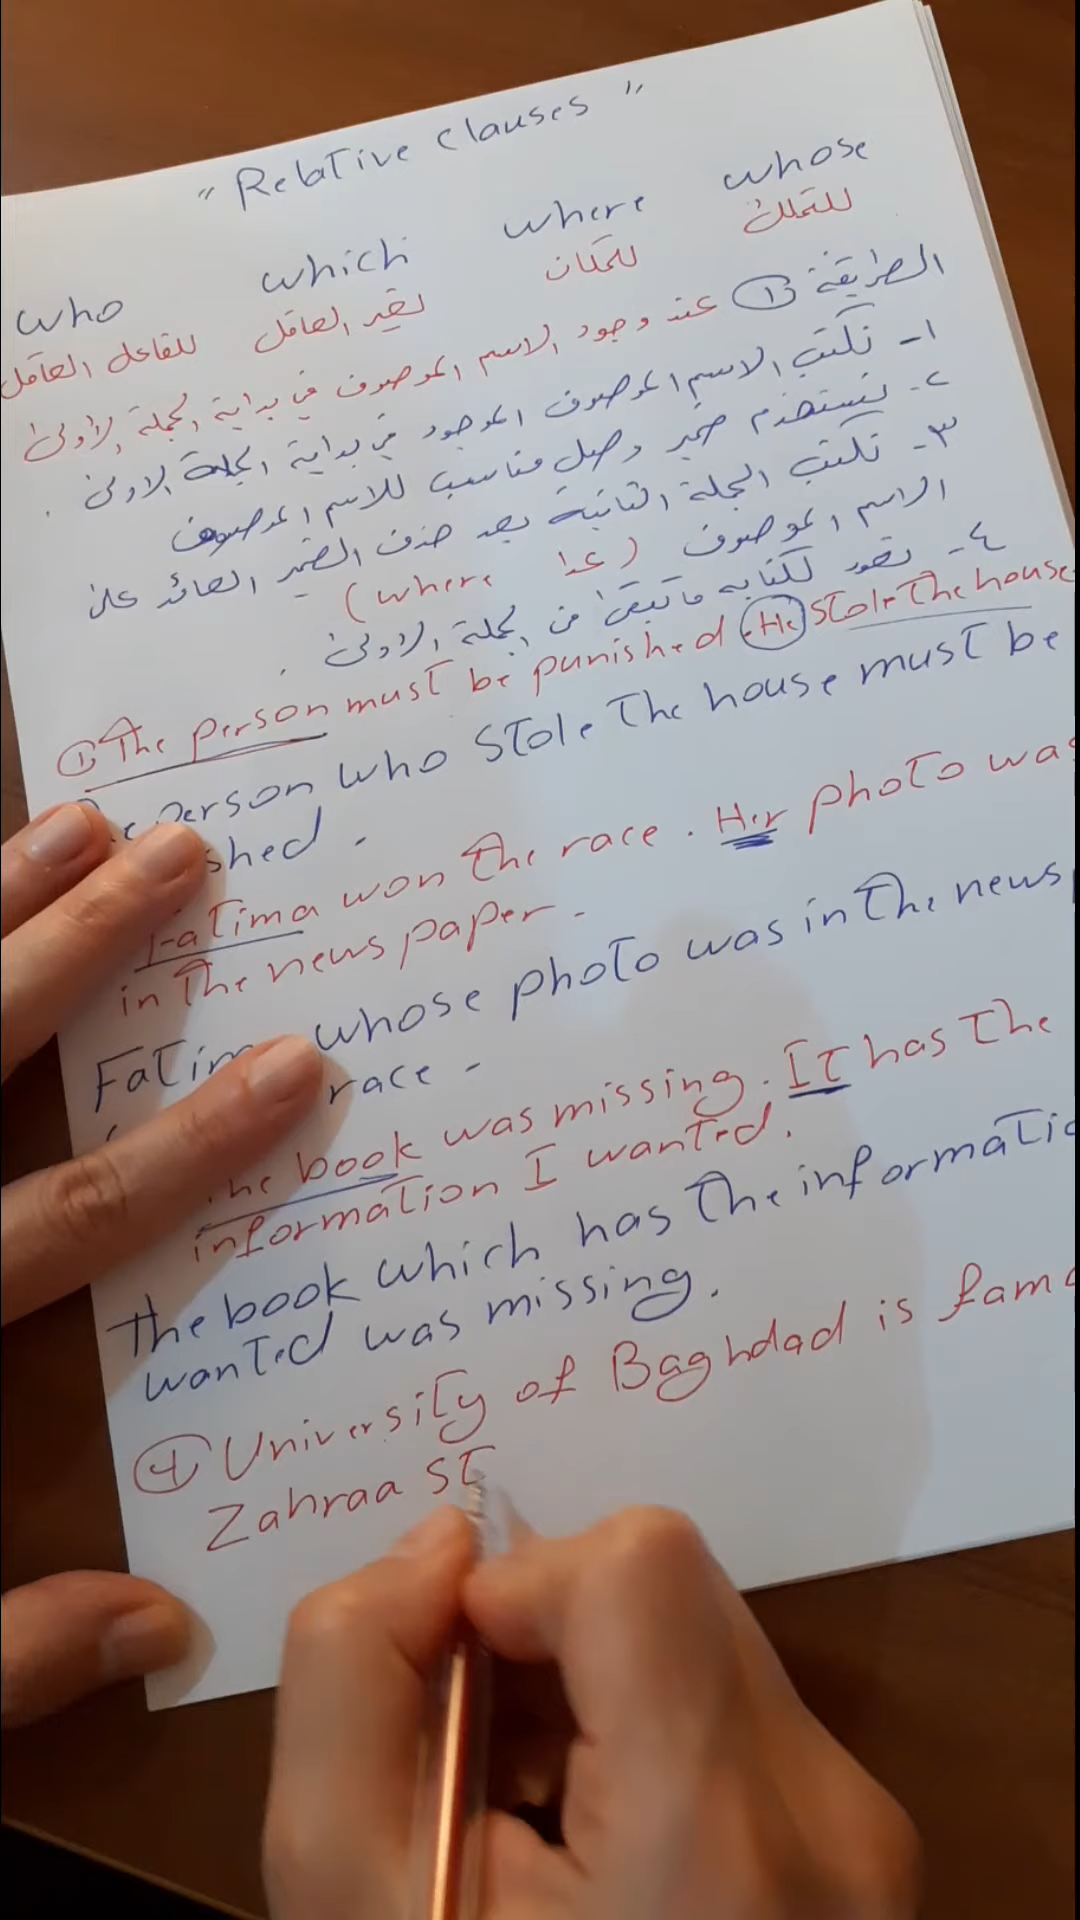 " Relative clauses "
who which where whose
للفاعل العاقل لغير العاقل للمكان للتملك
الطريقة ①: عند وجود الاسم الموصوف في بداية الجملة الأولى
١- نكتب الاسم الموصوف الموجود في بداية الجملة الاولى.
٢- نستخدم ضمير وصل مناسب للاسم الموصوف
٣- نكتب الجملة الثانية بعد حذف الضمير العائد على
الاسم الموصوف (عدا where)
٤- نعود لكتابة ما تبقى من الجملة الاولى.
① The person must be punished. He stole the house
person who stole the house must be
shed.
Fatima won the race. Her photo was
in the news paper.
Fatim whose photo was in the news
race.
he book was missing. It has the
information I wanted.
The book which has the informatio
wanted was missing.
④ University of Baghdad is fam
Zahraa st